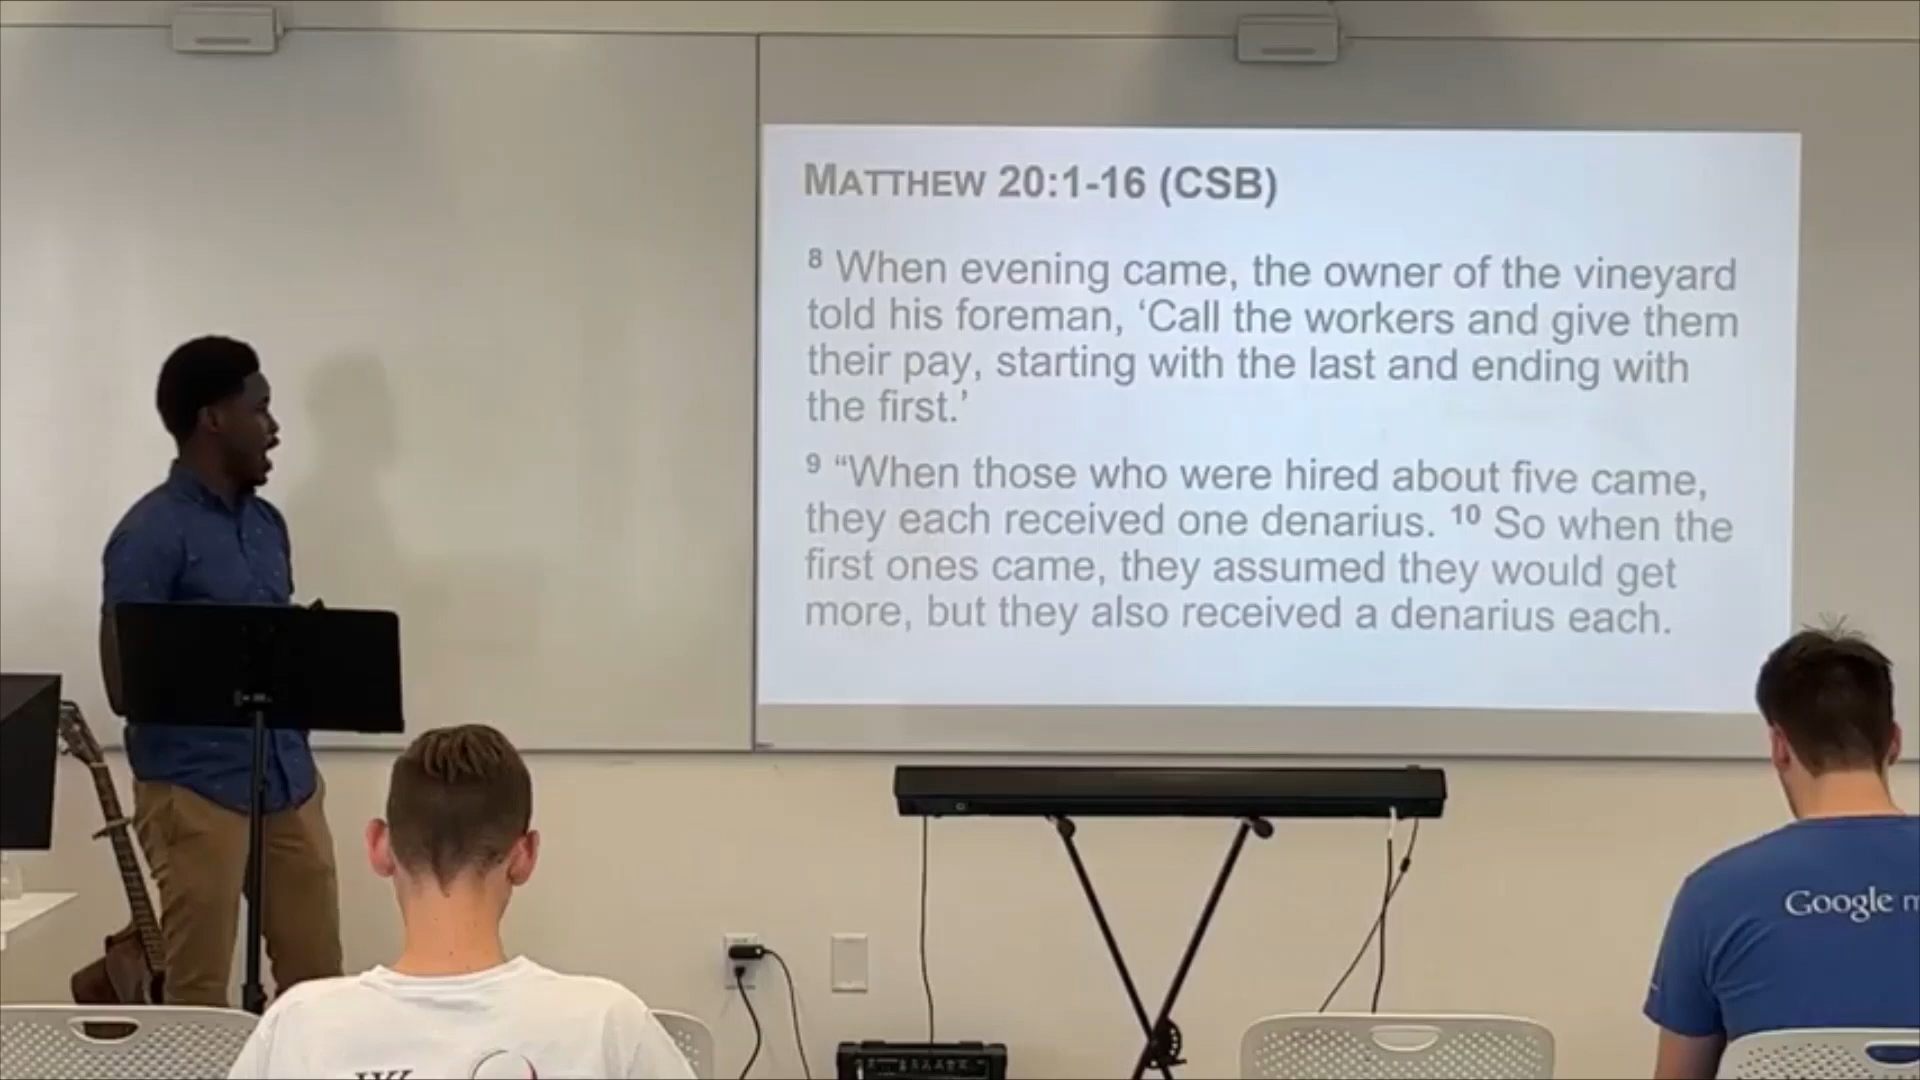 MATTHEW 20:1-16 (CSB)
8 When evening came, the owner of the vineyard
told his foreman, ‘Call the workers and give them
their pay, starting with the last and ending with
the first.’
9 “When those who were hired about five came,
they each received one denarius. 10 So when the
first ones came, they assumed they would get
more, but they also received a denarius each.
Google